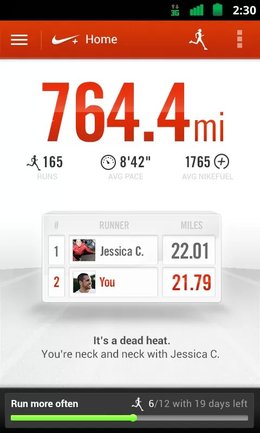 3G 2:30
+ Home
764.4mi
165 8'42" 1765
RUNS AVG PACE AVG NIKEFUEL
# RUNNER MILES
1 Jessica C. 22.01
2 You 21.79
It's a dead heat.
You're neck and neck with Jessica C.
Run more often 6/12 with 19 days left